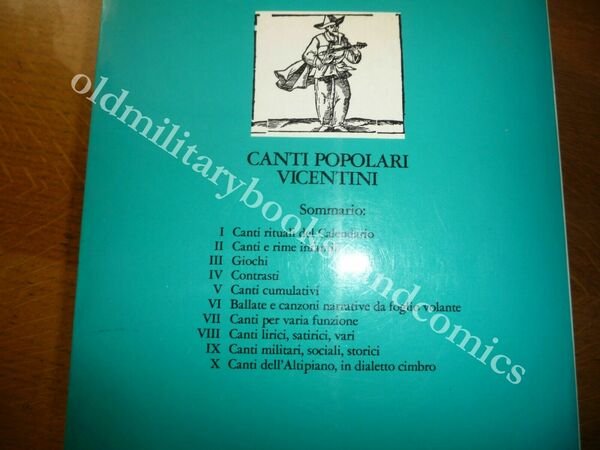 CANTI POPOLARI
VICENTINI
Sommario:
I Canti rituali del Calendario
II Canti e rime
III Giochi
IV Contrasti
V Canti cumulativi
VI Ballate e canzoni narrative da foglio volante
VII Canti per varia funzione
VIII Canti lirici, satirici, vari
IX Canti militari, sociali, storici
X Canti dell'Altipiano, in dialetto cimbro